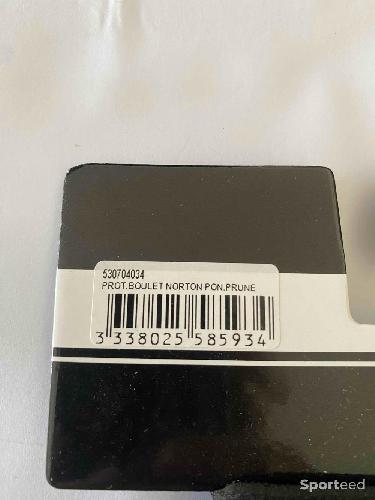 530704034
PROT.BOULET NORTON PON.PRUNE
3 338025 585934
Sporteed